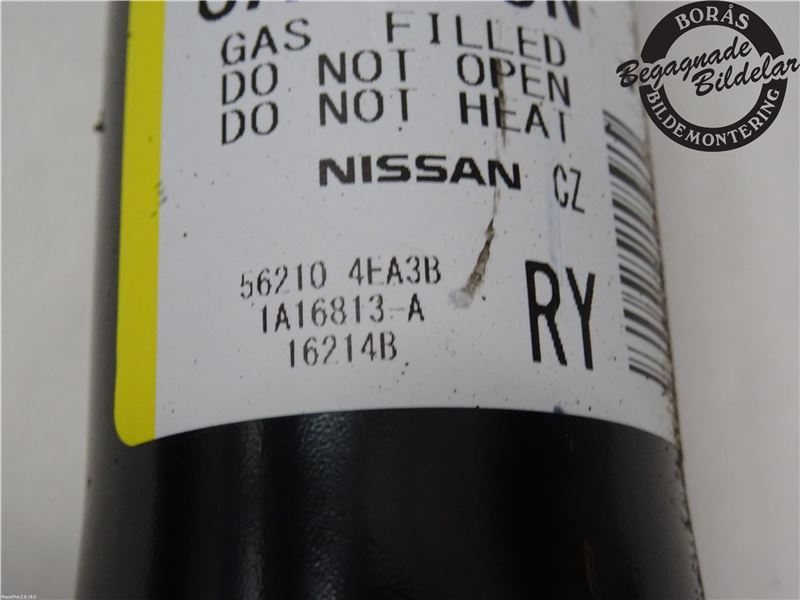 GAS FILLED
DO NOT OPEN
DO NOT HEAT
NISSAN CZ
56210 4EA3B
1A16813-A
16214B
RY
BORÅS
Begagnade
Bildelar
BILDEMONTERING